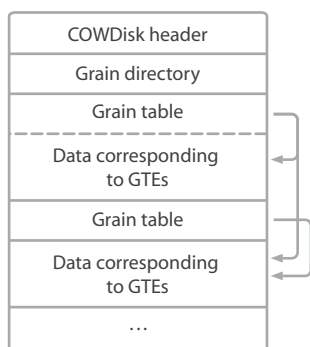 COWDisk header
Grain directory
Grain table
Data corresponding
to GTEs
Grain table
Data corresponding
to GTEs
...